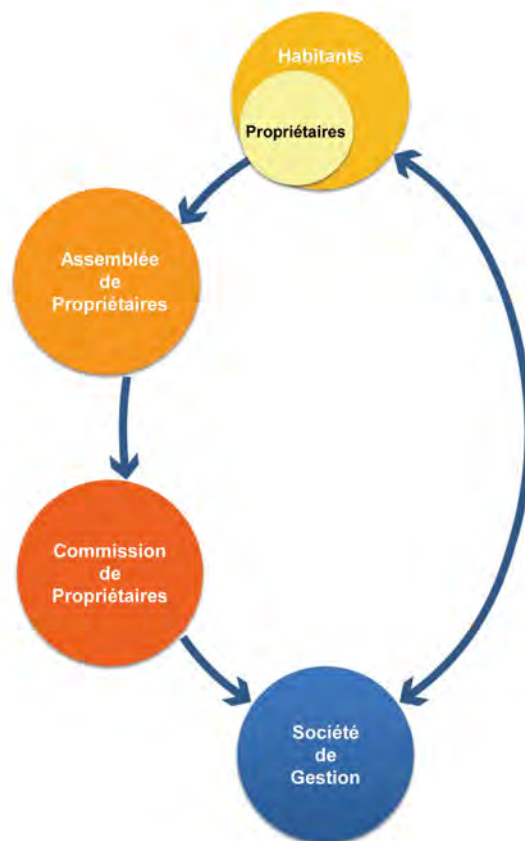 Habitants
Propriétaires
Assemblée
de
Propriétaires
Commission
de
Propriétaires
Société
de
Gestion